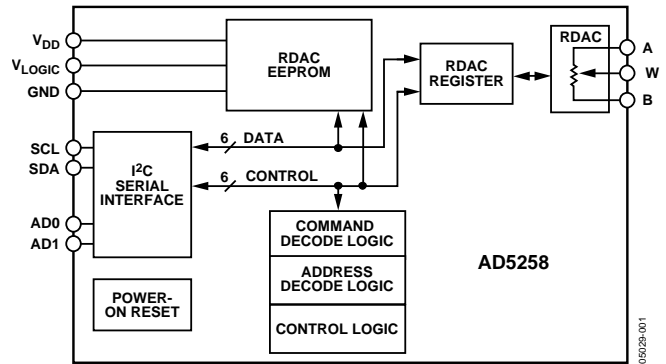 VDD
VLOGIC
GND
SCL
SDA
AD0
AD1
RDAC
EEPROM
RDAC
REGISTER
RDAC
A
W
B
6 DATA
6 CONTROL
I2C
SERIAL
INTERFACE
COMMAND
DECODE LOGIC
ADDRESS
DECODE LOGIC
CONTROL LOGIC
POWER-
ON RESET
AD5258
05029-001